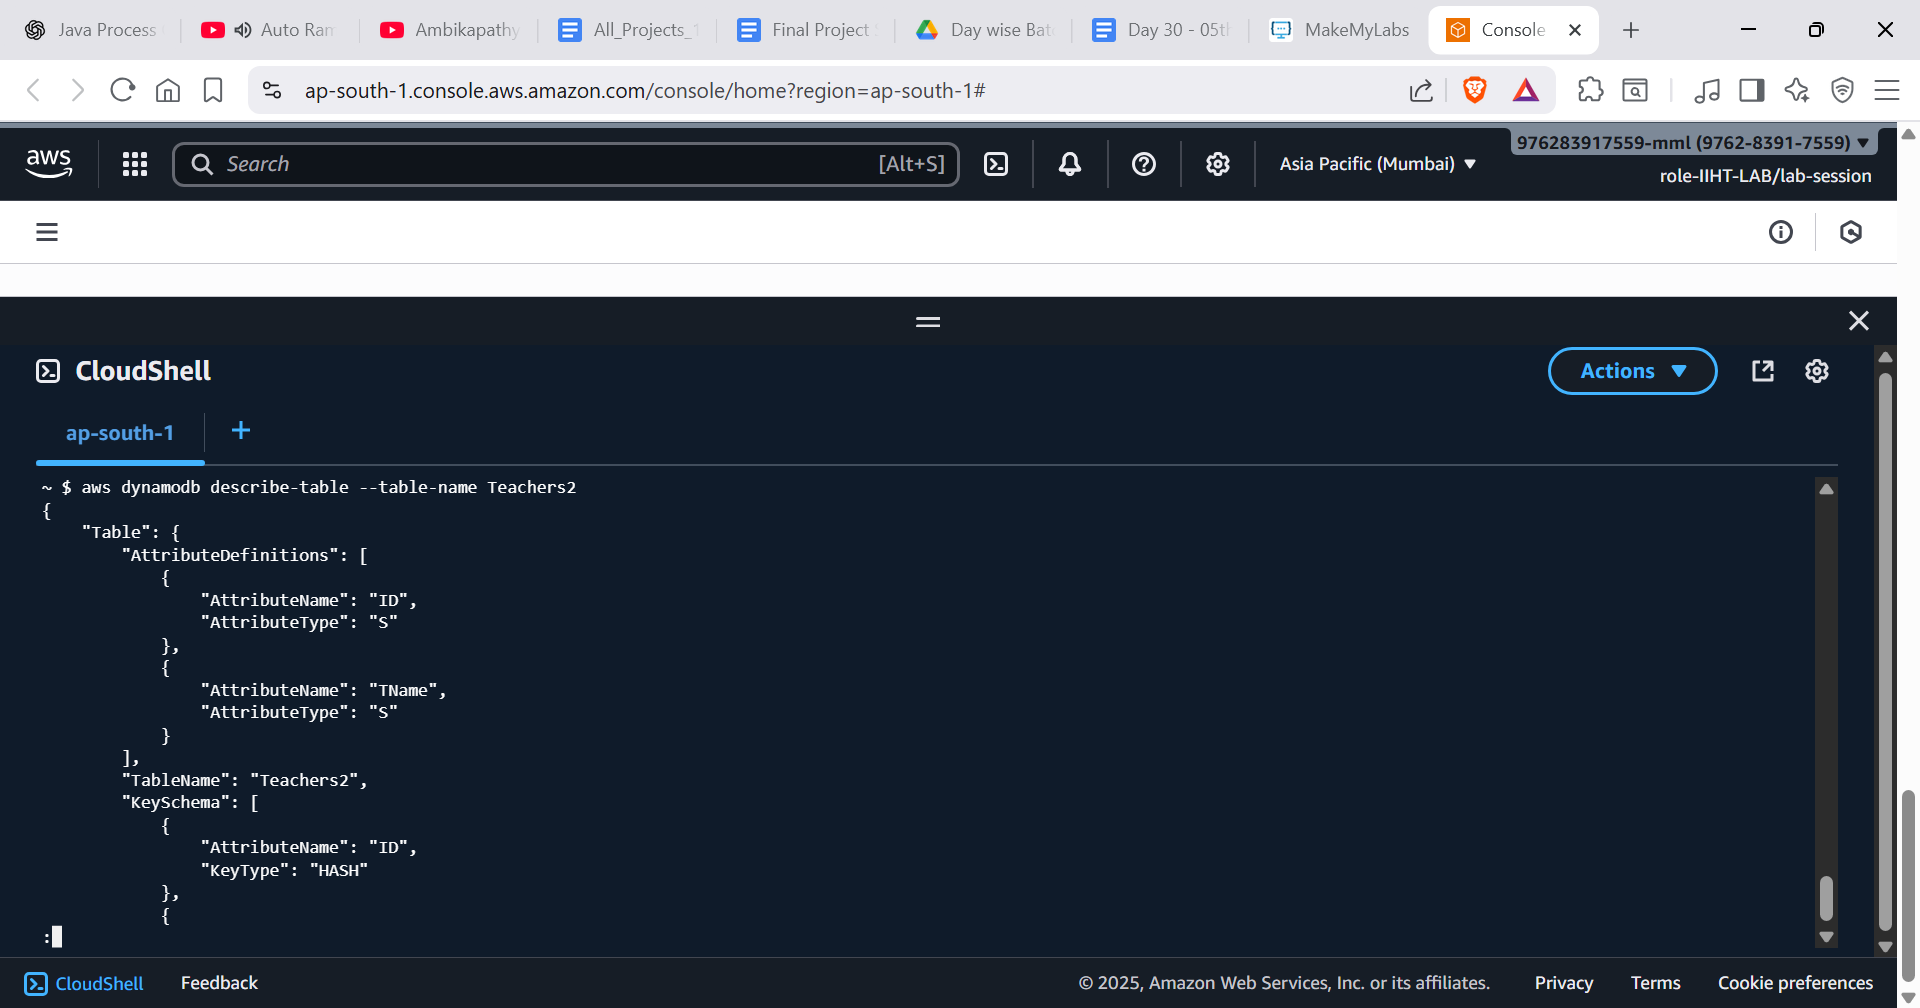 Java Process
Auto Ran
Ambikapathy
All_Projects_1
Final Project
Day wise Bat
Day 30 - 05th
MakeMyLabs
Console
ap-south-1.console.aws.amazon.com/console/home?region=ap-south-1#
aws
Search
[Alt+S]
Asia Pacific (Mumbai)
976283917559-mml (9762-8391-7559)
role-IIHT-LAB/lab-session
CloudShell
Actions
ap-south-1
~ $ aws dynamodb describe-table --table-name Teachers2
{
    "Table": {
        "AttributeDefinitions": [
            {
                "AttributeName": "ID",
                "AttributeType": "S"
            },
            {
                "AttributeName": "TName",
                "AttributeType": "S"
            }
        ],
        "TableName": "Teachers2",
        "KeySchema": [
            {
                "AttributeName": "ID",
                "KeyType": "HASH"
            },
            {
:
CloudShell
Feedback
© 2025, Amazon Web Services, Inc. or its affiliates.
Privacy
Terms
Cookie preferences